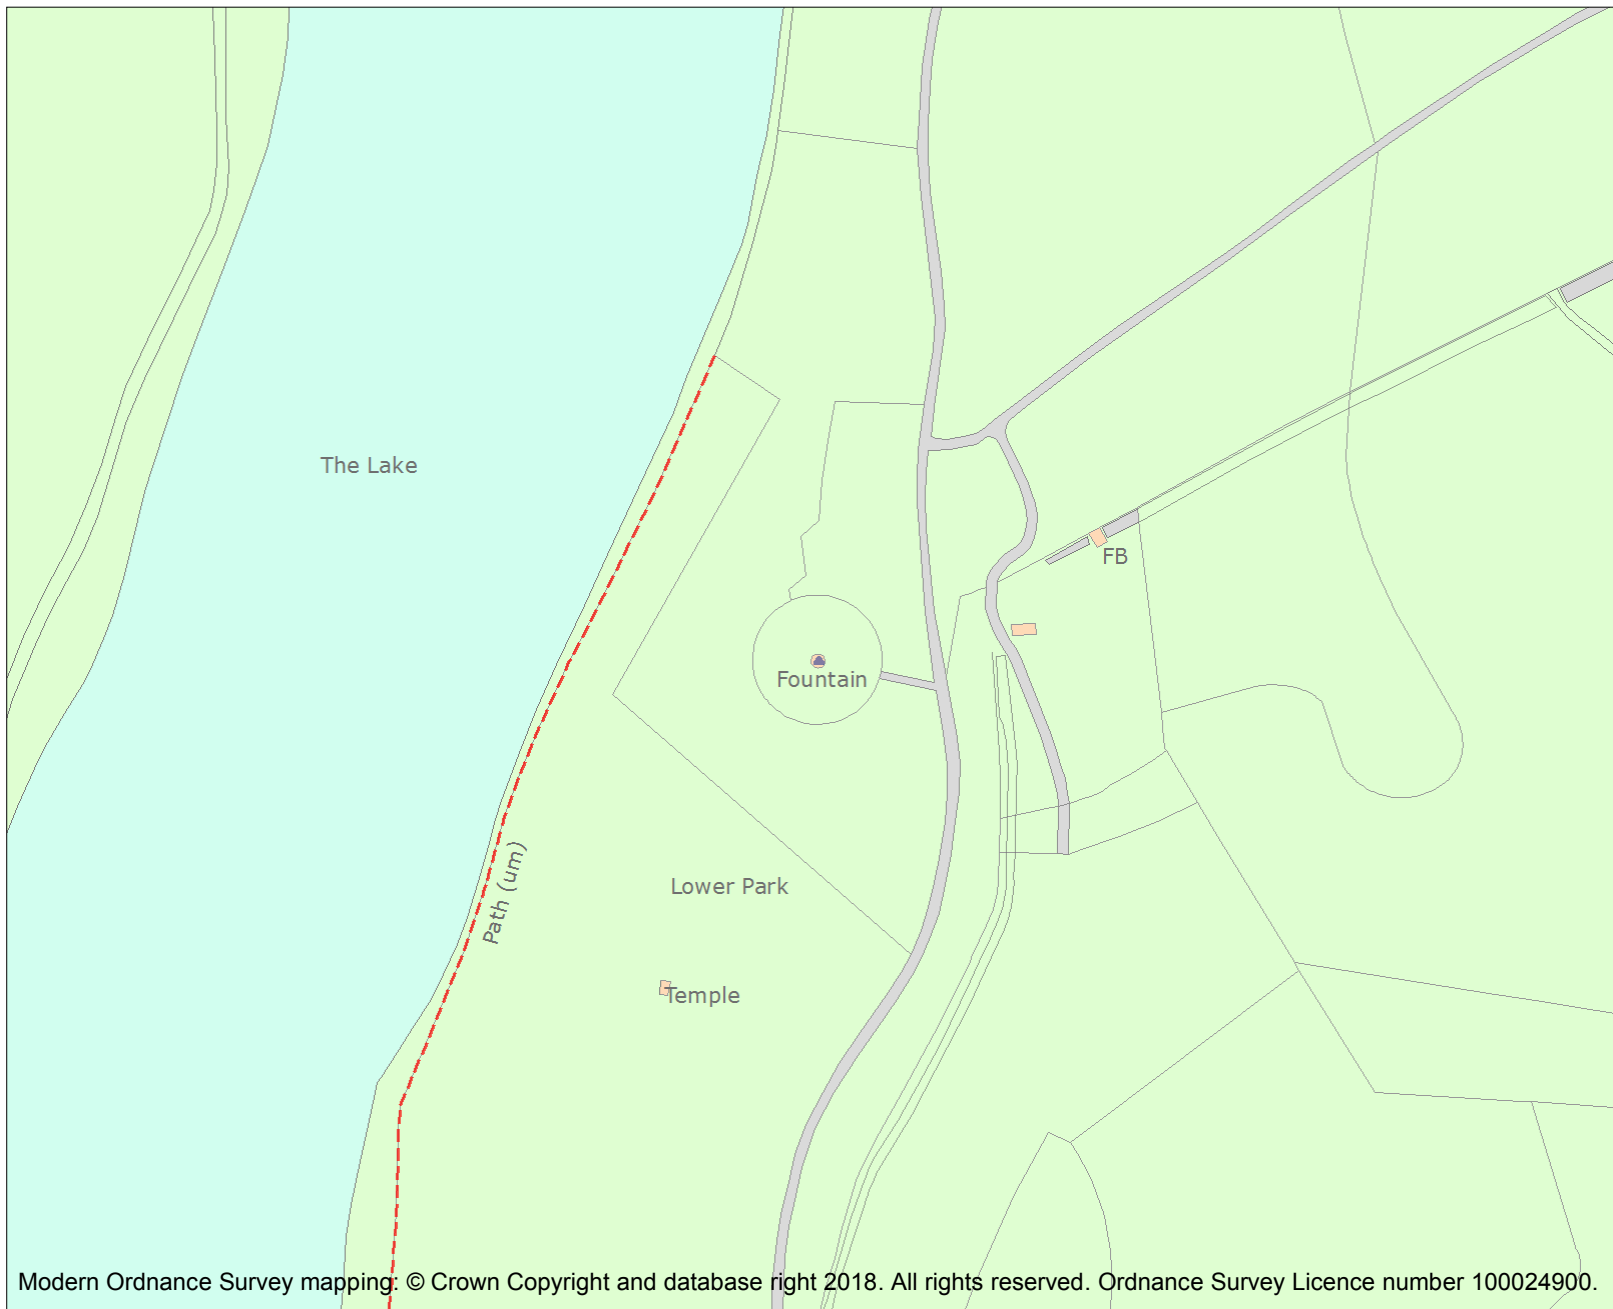 The Lake
FB
Fountain
Path (um)
Lower Park
Temple
Modern Ordnance Survey mapping: © Crown Copyright and database right 2018. All rights reserved. Ordnance Survey Licence number 100024900.